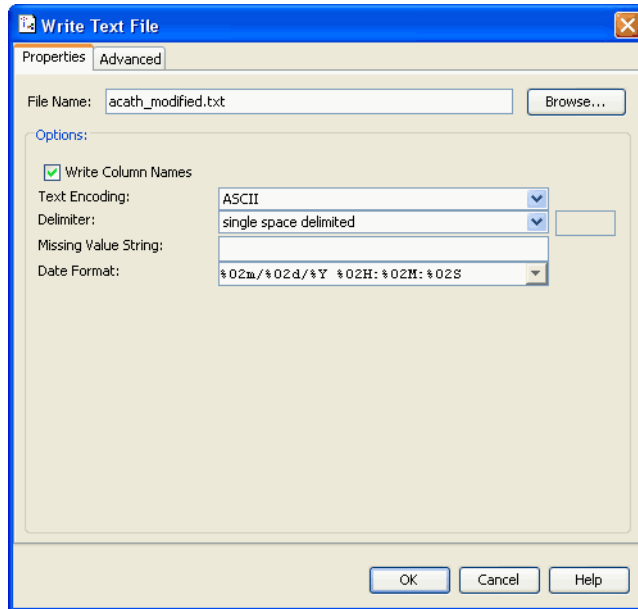 Write Text File
Properties Advanced
File Name: acath_modified.txt Browse...
Options:
Write Column Names
Text Encoding: ASCII
Delimiter: single space delimited
Missing Value String:
Date Format: %02m/%02d/%Y %02H:%02M:%02S
OK Cancel Help